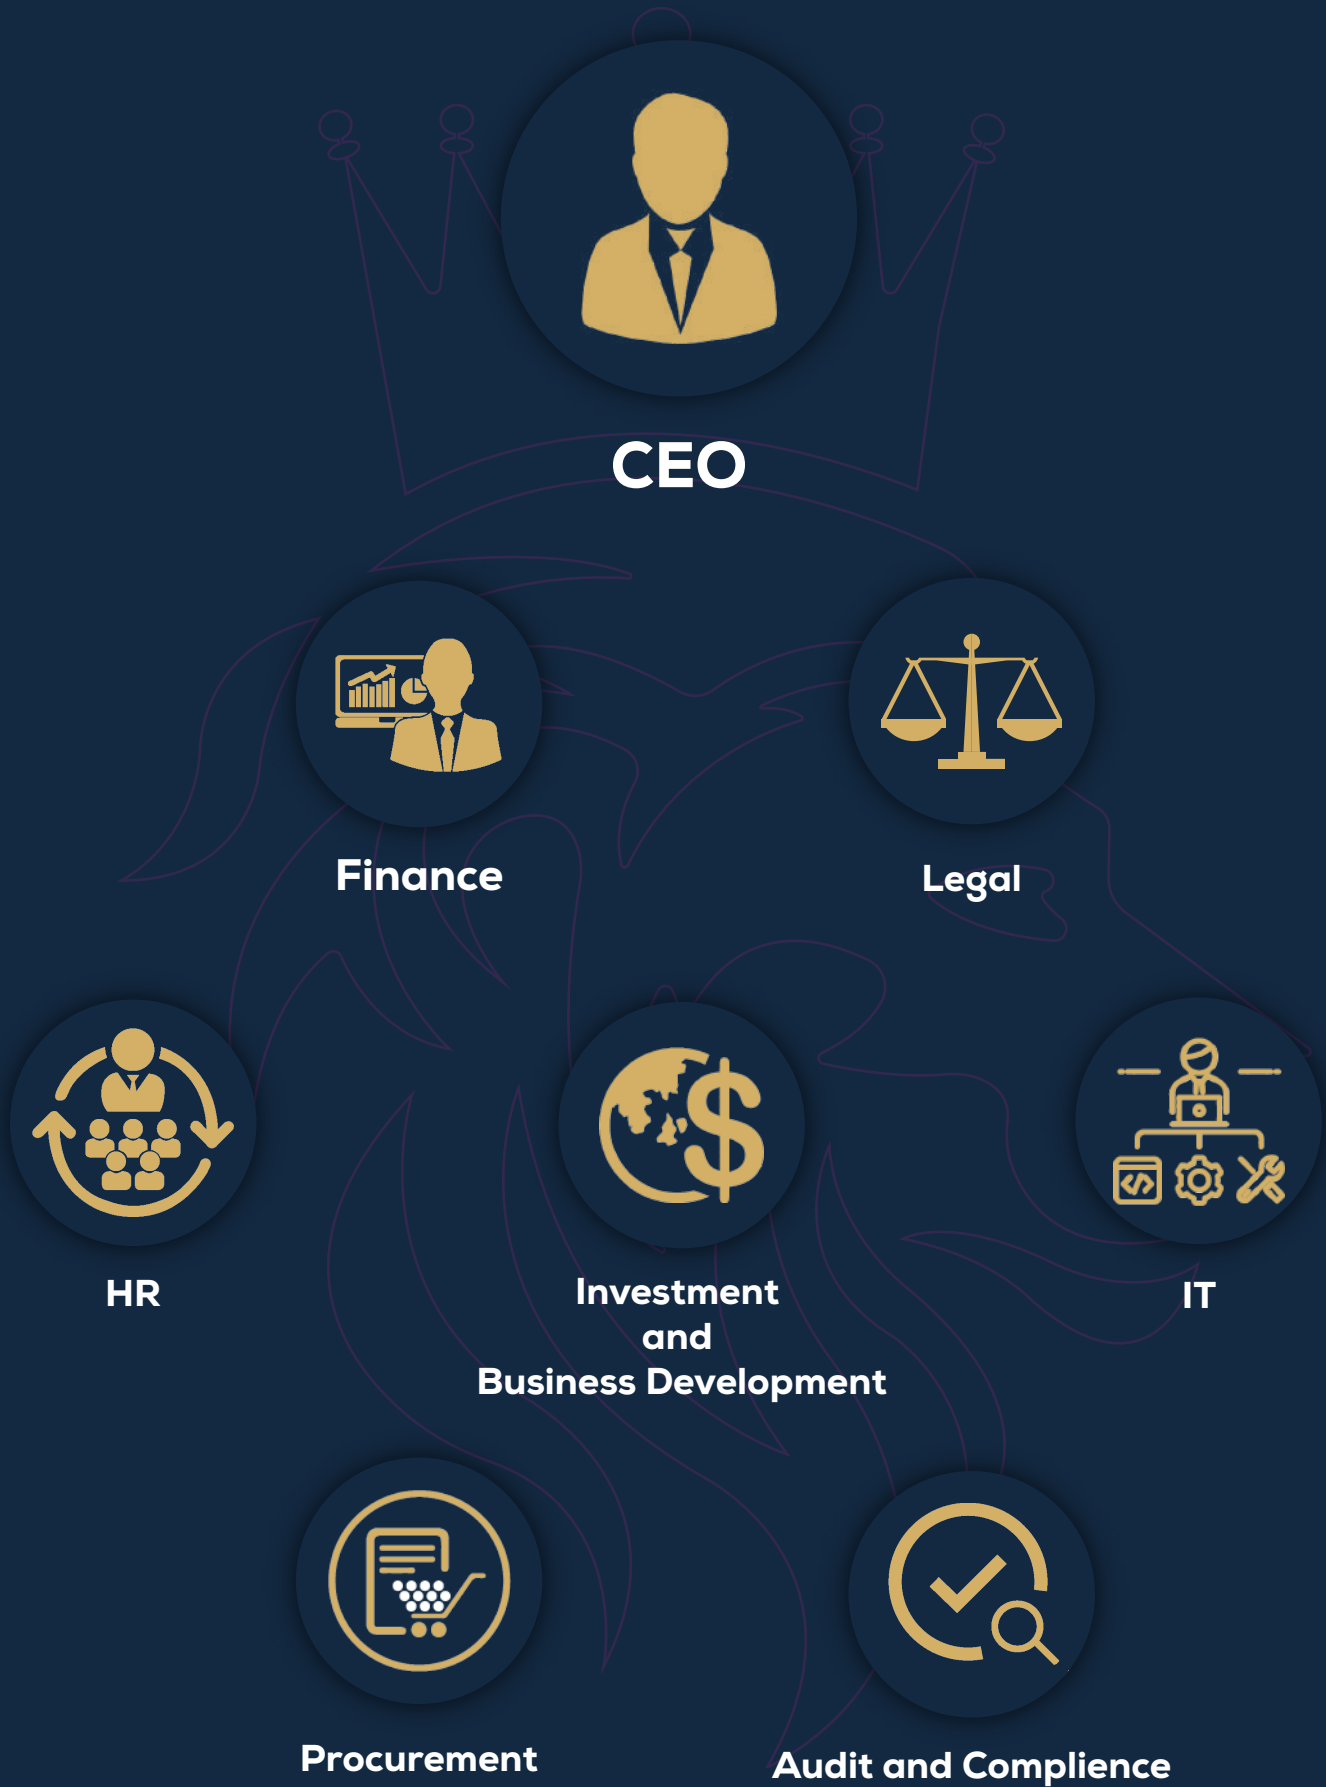 CEO
Finance
Legal
HR
Investment
and
Business Development
IT
Procurement
Audit and Complience